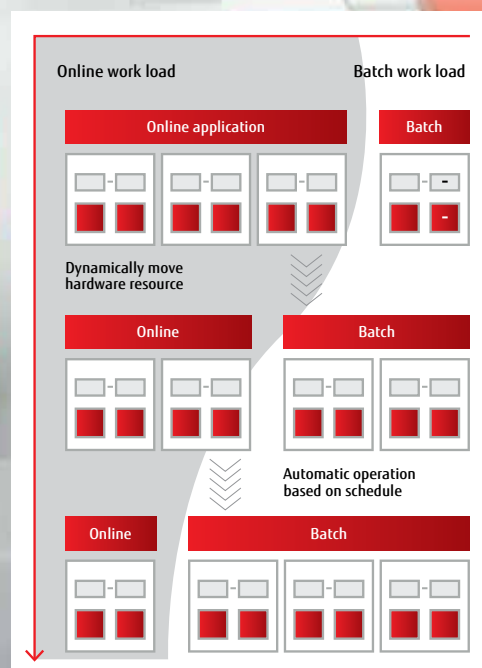 Online work load
Batch work load
Online application
Batch
Dynamically move
hardware resource
Online
Batch
Automatic operation
based on schedule
Online
Batch